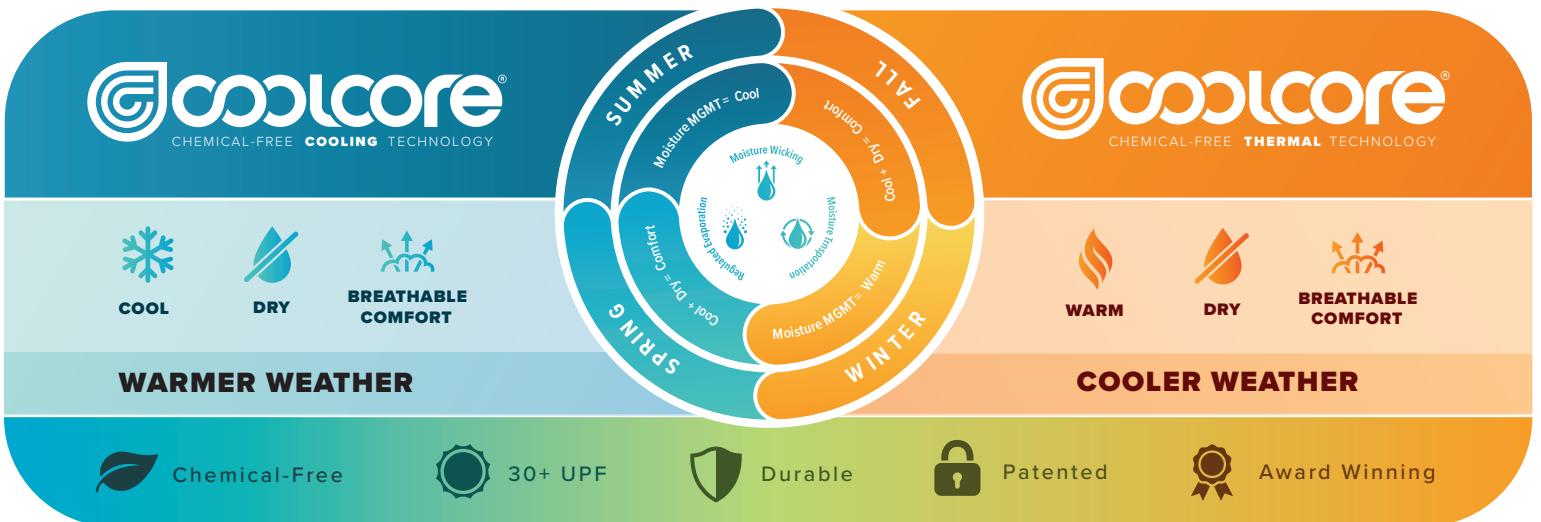 coolcore®
CHEMICAL-FREE COOLING TECHNOLOGY
COOL
DRY
BREATHABLE
COMFORT
WARMER WEATHER
SUMMER
FALL
WINTER
SPRING
Moisture MGMT= Cool
Cool + Dry = Comfort
Moisture MGMT= Warm
Cool + Dry = Comfort
Moisture Wicking
Moisture Trnsportation
Regulated Evaporation
coolcore®
CHEMICAL-FREE THERMAL TECHNOLOGY
WARM
DRY
BREATHABLE
COMFORT
COOLER WEATHER
Chemical-Free
30+ UPF
Durable
Patented
Award Winning